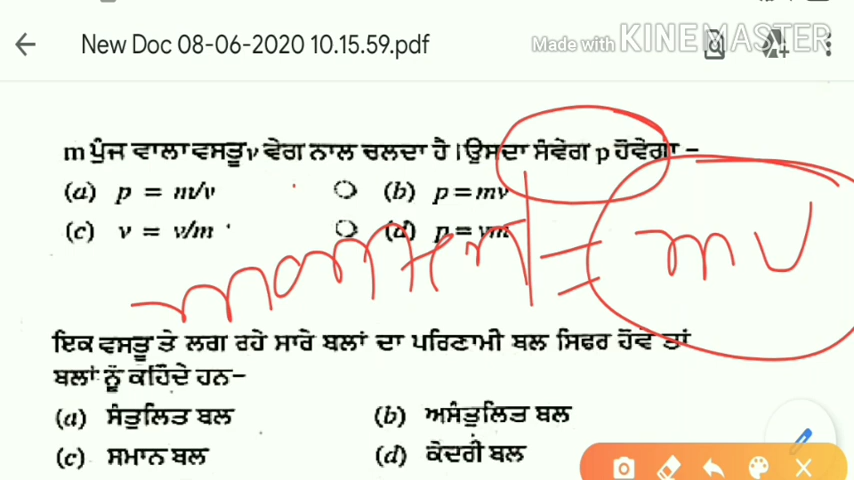 New Doc 08-06-2020 10.15.59.pdf
Made with KINEMASTER
m ਪੁੰਜ ਵਾਲਾ ਵਸਤੂ v ਵੇਗ ਨਾਲ ਚਲਦਾ ਹੈ। ਉਸਦਾ ਸੰਵੇਗ p ਹੋਵੇਗਾ –
(a) p = m/v (b) p = mv
(c) v = v/m (d) p = vm
= mv
ਇਕ ਵਸਤੂ ਤੇ ਲਗ ਰਹੇ ਸਾਰੇ ਬਲਾਂ ਦਾ ਪਰਿਣਾਮੀ ਬਲ ਸਿਫਰ ਹੋਵੇ ਤਾਂ
ਬਲਾਂ ਨੂੰ ਕਹਿੰਦੇ ਹਨ–
(a) ਸੰਤੁਲਿਤ ਬਲ (b) ਅਸੰਤੁਲਿਤ ਬਲ
(c) ਸਮਾਨ ਬਲ (d) ਕੇਂਦਰੀ ਬਲ